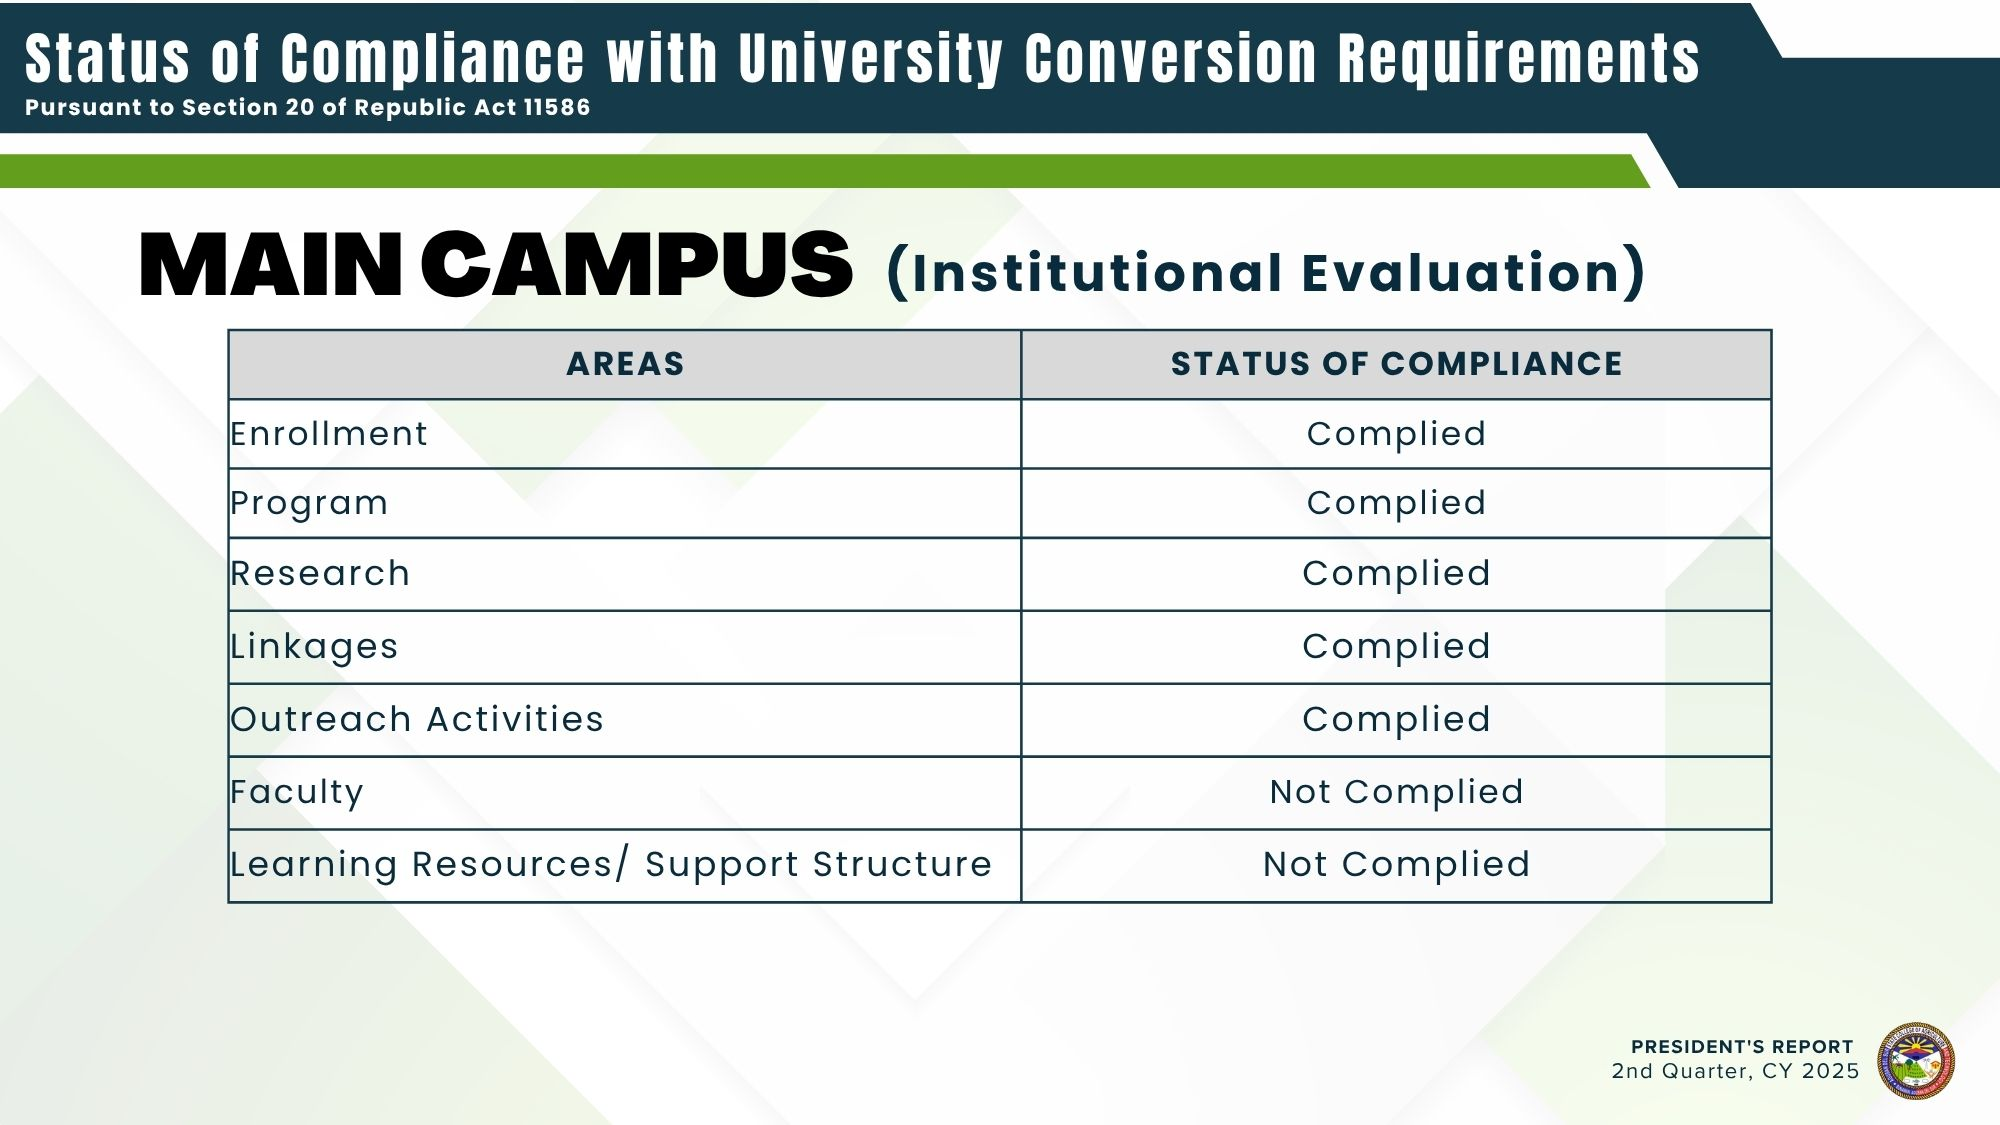 Status of Compliance with University Conversion Requirements
Pursuant to Section 20 of Republic Act 11586
MAIN CAMPUS (Institutional Evaluation)
AREAS STATUS OF COMPLIANCE
Enrollment Complied
Program Complied
Research Complied
Linkages Complied
Outreach Activities Complied
Faculty Not Complied
Learning Resources/ Support Structure Not Complied
PRESIDENT'S REPORT
2nd Quarter, CY 2025